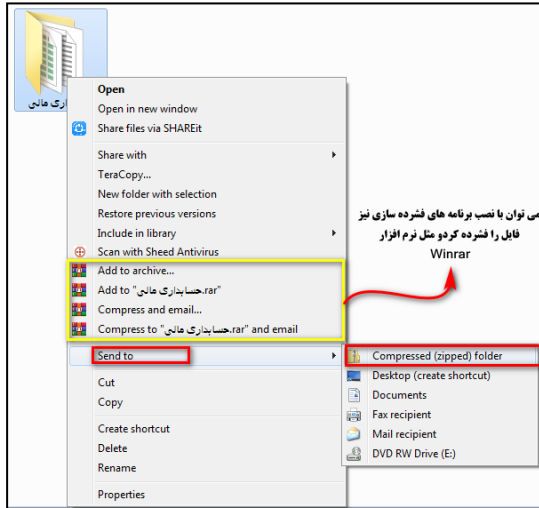 اری مالی
Open
Open in new window
Share files via SHAREit
Share with
TeraCopy...
New folder with selection
Restore previous versions
Include in library
Scan with Sheed Antivirus
Add to archive...
Add to "حسابداری مالی.rar"
Compress and email...
Compress to "حسابداری مالی.rar" and email
Send to
Cut
Copy
Create shortcut
Delete
Rename
Properties
می توان با نصب برنامه های فشرده سازی نیز
فایل را فشرده کردو مثل نرم افزار
Winrar
Compressed (zipped) folder
Desktop (create shortcut)
Documents
Fax recipient
Mail recipient
DVD RW Drive (E:)